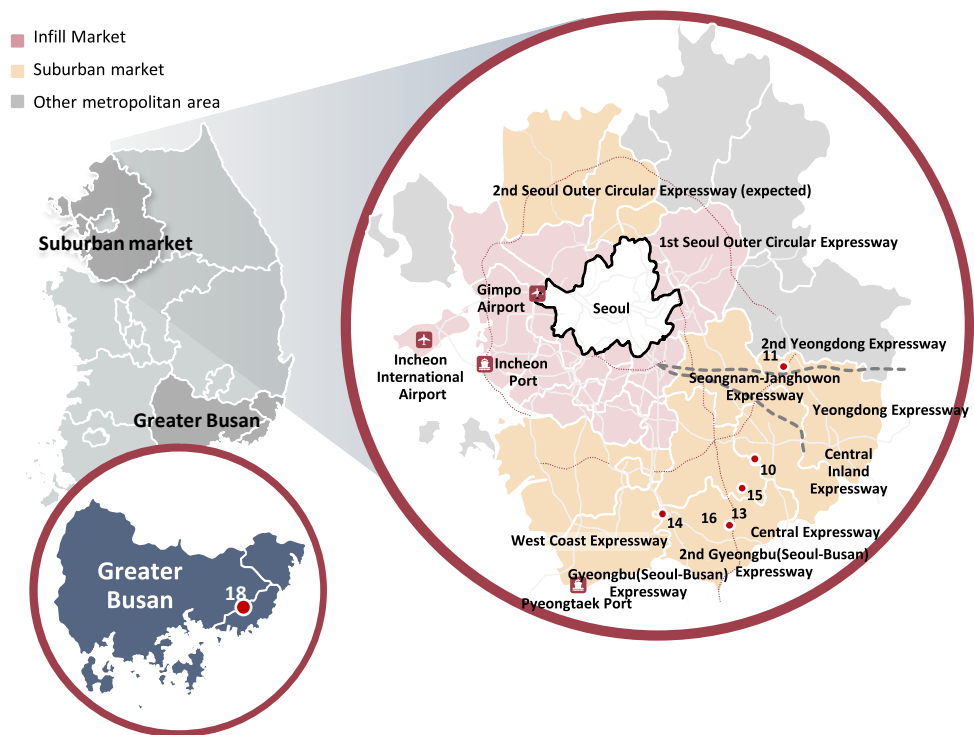 Infill Market
Suburban market
Other metropolitan area
Suburban market
Greater Busan
Greater
Busan
18
2nd Seoul Outer Circular Expressway (expected)
1st Seoul Outer Circular Expressway
Gimpo
Airport
Seoul
Incheon
International
Airport
Incheon
Port
2nd Yeongdong Expressway
11
Seongnam-Janghowon
Expressway
Yeongdong Expressway
Central
Inland
Expressway
10
15
14
16
13
West Coast Expressway
Central Expressway
2nd Gyeongbu(Seoul-Busan)
Expressway
Gyeongbu(Seoul-Busan)
Expressway
Pyeongtaek Port